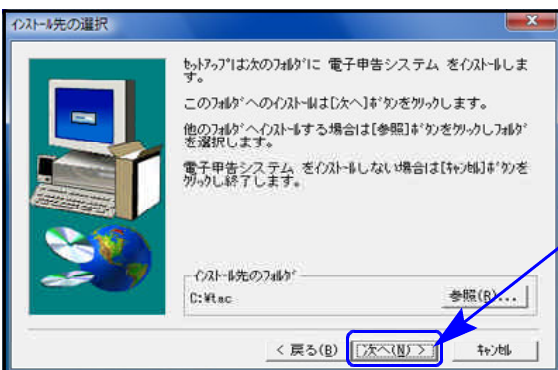 インストール先の選択
ｾｯﾄｱｯﾌﾟは次のﾌｫﾙﾀﾞに 電子申告システム をｲﾝｽﾄｰﾙしま
す。
このﾌｫﾙﾀﾞへのｲﾝｽﾄｰﾙは[次へ]ﾎﾞﾀﾝをｸﾘｯｸします。
他のﾌｫﾙﾀﾞへｲﾝｽﾄｰﾙする場合は[参照]ﾎﾞﾀﾝをｸﾘｯｸしﾌｫﾙﾀﾞ
を選択します。
電子申告システム をｲﾝｽﾄｰﾙしない場合は[ｷｬﾝｾﾙ]ﾎﾞﾀﾝを
ｸﾘｯｸし終了します。
ｲﾝｽﾄｰﾙ先のﾌｫﾙﾀﾞ
C:¥tac
参照(R)...
< 戻る(B)
次へ(N) >
ｷｬﾝｾﾙ